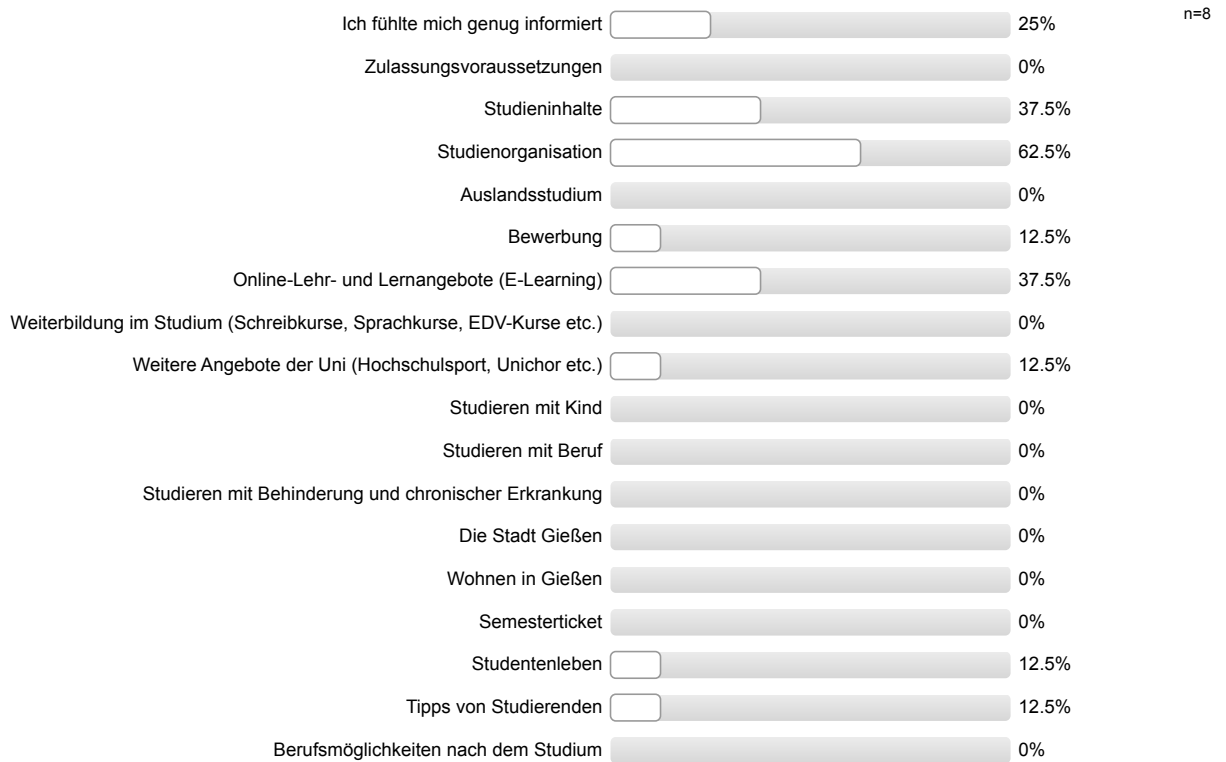 Ich fühlte mich genug informiert 25% n=8
Zulassungsvoraussetzungen 0%
Studieninhalte 37.5%
Studienorganisation 62.5%
Auslandsstudium 0%
Bewerbung 12.5%
Online-Lehr- und Lernangebote (E-Learning) 37.5%
Weiterbildung im Studium (Schreibkurse, Sprachkurse, EDV-Kurse etc.) 0%
Weitere Angebote der Uni (Hochschulsport, Unichor etc.) 12.5%
Studieren mit Kind 0%
Studieren mit Beruf 0%
Studieren mit Behinderung und chronischer Erkrankung 0%
Die Stadt Gießen 0%
Wohnen in Gießen 0%
Semesterticket 0%
Studentenleben 12.5%
Tipps von Studierenden 12.5%
Berufsmöglichkeiten nach dem Studium 0%